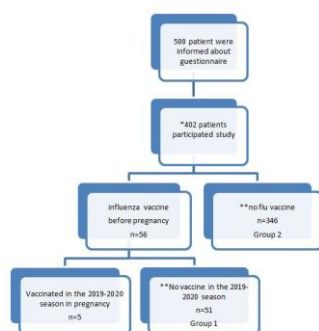 500 patient were
informed about
guestionnaire
*402 patients
participated study
influenza vaccine
before pregnancy
n=56
**no flu vaccine
n=346
Group 2
Vaccinated in the 2019-2020
season in pregnancy
n=5
**No vaccine in the 2019-
2020 season
n=51
Group 1